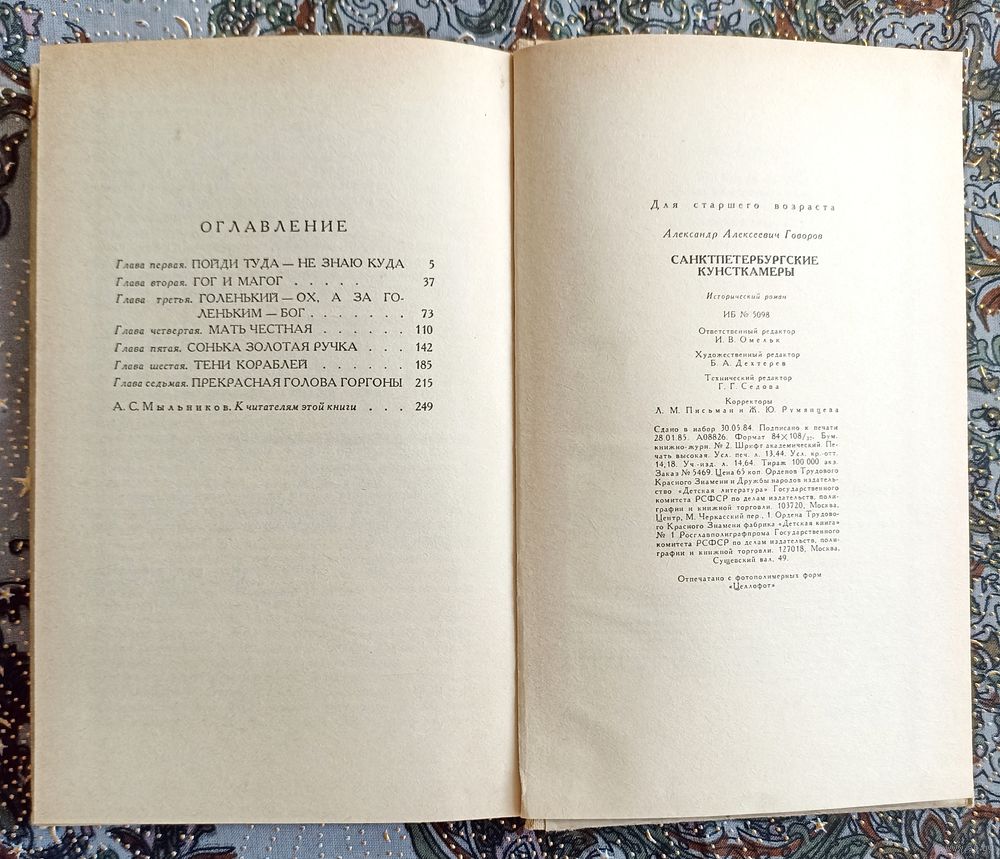 ОГЛАВЛЕНИЕ
Глава первая. ПОЙДИ ТУДА — НЕ ЗНАЮ КУДА 5
Глава вторая. ГОГ И МАГОГ . . . . . 37
Глава третья. ГОЛЕНЬКИЙ — ОХ, А ЗА ГО-
ЛЕНЬКИМ — БОГ . . . . . . . 73
Глава четвертая. МАТЬ ЧЕСТНАЯ . . . . . . 110
Глава пятая. СОНЬКА ЗОЛОТАЯ РУЧКА . . . 142
Глава шестая. ТЕНИ КОРАБЛЕЙ . . . . . . 185
Глава седьмая. ПРЕКРАСНАЯ ГОЛОВА ГОРГОНЫ 215
А. С. Мыльников. К читателям этой книги . . . 249
Для старшего возраста
Александр Алексеевич Говоров
САНКТПЕТЕРБУРГСКИЕ
КУНСТКАМЕРЫ
Исторический роман
ИБ № 5098
Ответственный редактор
И. В. Омельк
Художественный редактор
Б. А. Дехтерев
Технический редактор
Г. Г. Седова
Корректоры
Л. М. Письман и Ж. Ю. Румянцева
Сдано в набор 30.05.84. Подписано к печати
28.01.85. А08826. Формат 84×108/32. Бум.
книжно-журн. № 2. Шрифт академический. Пе-
чать высокая. Усл. печ. л. 13,44. Усл. кр.-отт.
14,18. Уч.-изд. л. 14,64. Тираж 100 000 экз.
Заказ № 5469. Цена 65 коп. Орденов Трудового
Красного Знамени и Дружбы народов издатель-
ство «Детская литература» Государственного
комитета РСФСР по делам издательств, поли-
графии и книжной торговли. 103720, Москва,
Центр, М. Черкасский пер., 1. Ордена Трудово-
го Красного Знамени фабрика «Детская книга»
№ 1 Росглавполиграфпрома Государственного
комитета РСФСР по делам издательств, поли-
графии и книжной торговли. 127018, Москва,
Сущевский вал, 49.
Отпечатано с фотополимерных форм
«Целлофот»